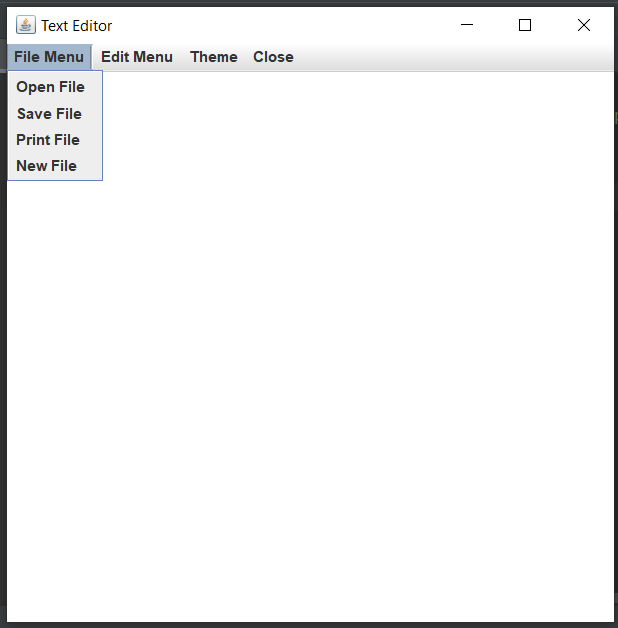 Text Editor
File Menu Edit Menu Theme Close
Open File
Save File
Print File
New File